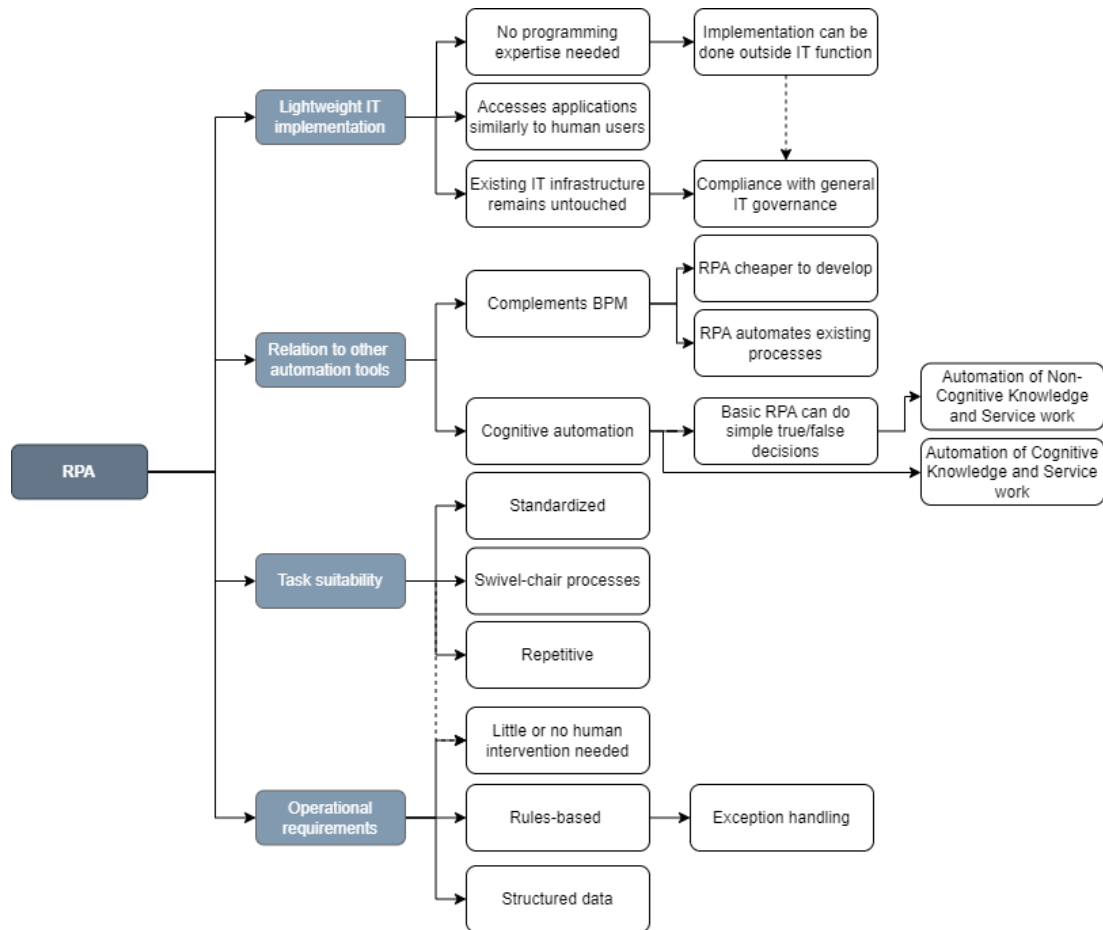 No programming
expertise needed
Implementation can be
done outside IT function
Lightweight IT
implementation
Accesses applications
similarly to human users
Existing IT infrastructure
remains untouched
Compliance with general
IT governance
RPA cheaper to develop
Complements BPM
RPA automates existing
processes
Relation to other
automation tools
Automation of Non-
Cognitive Knowledge
and Service work
Cognitive automation
Basic RPA can do
simple true/false
decisions
Automation of Cognitive
Knowledge and Service
work
RPA
Standardized
Task suitability
Swivel-chair processes
Repetitive
Little or no human
intervention needed
Operational
requirements
Rules-based
Exception handling
Structured data